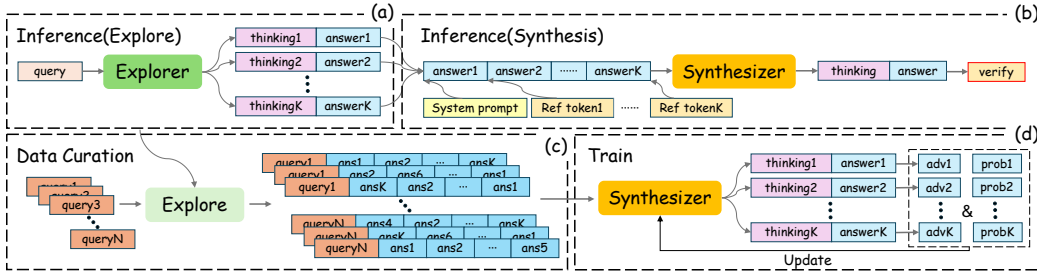 (a)
Inference(Explore)
query
Explorer
thinking1 answer1
thinking2 answer2
thinkingK answerK
(b)
Inference(Synthesis)
answer1 answer2 ...... answerK
System prompt Ref token1 ...... Ref tokenK
Synthesizer
thinking answer
verify
(c)
Data Curation
query1
query2
query3
queryN
Explore
query1 ans1 ans2 ... ansK
query1 ans2 ans6 ... ans1
query1 ansK ans2 ... ans1
queryN ans4 ans2 ... ansK
queryN ansK ans6 ... ans1
queryN ans1 ans2 ... ans5
(d)
Train
Synthesizer
thinking1 answer1 adv1 prob1
thinking2 answer2 adv2 prob2
&
thinkingK answerK advK probK
Update